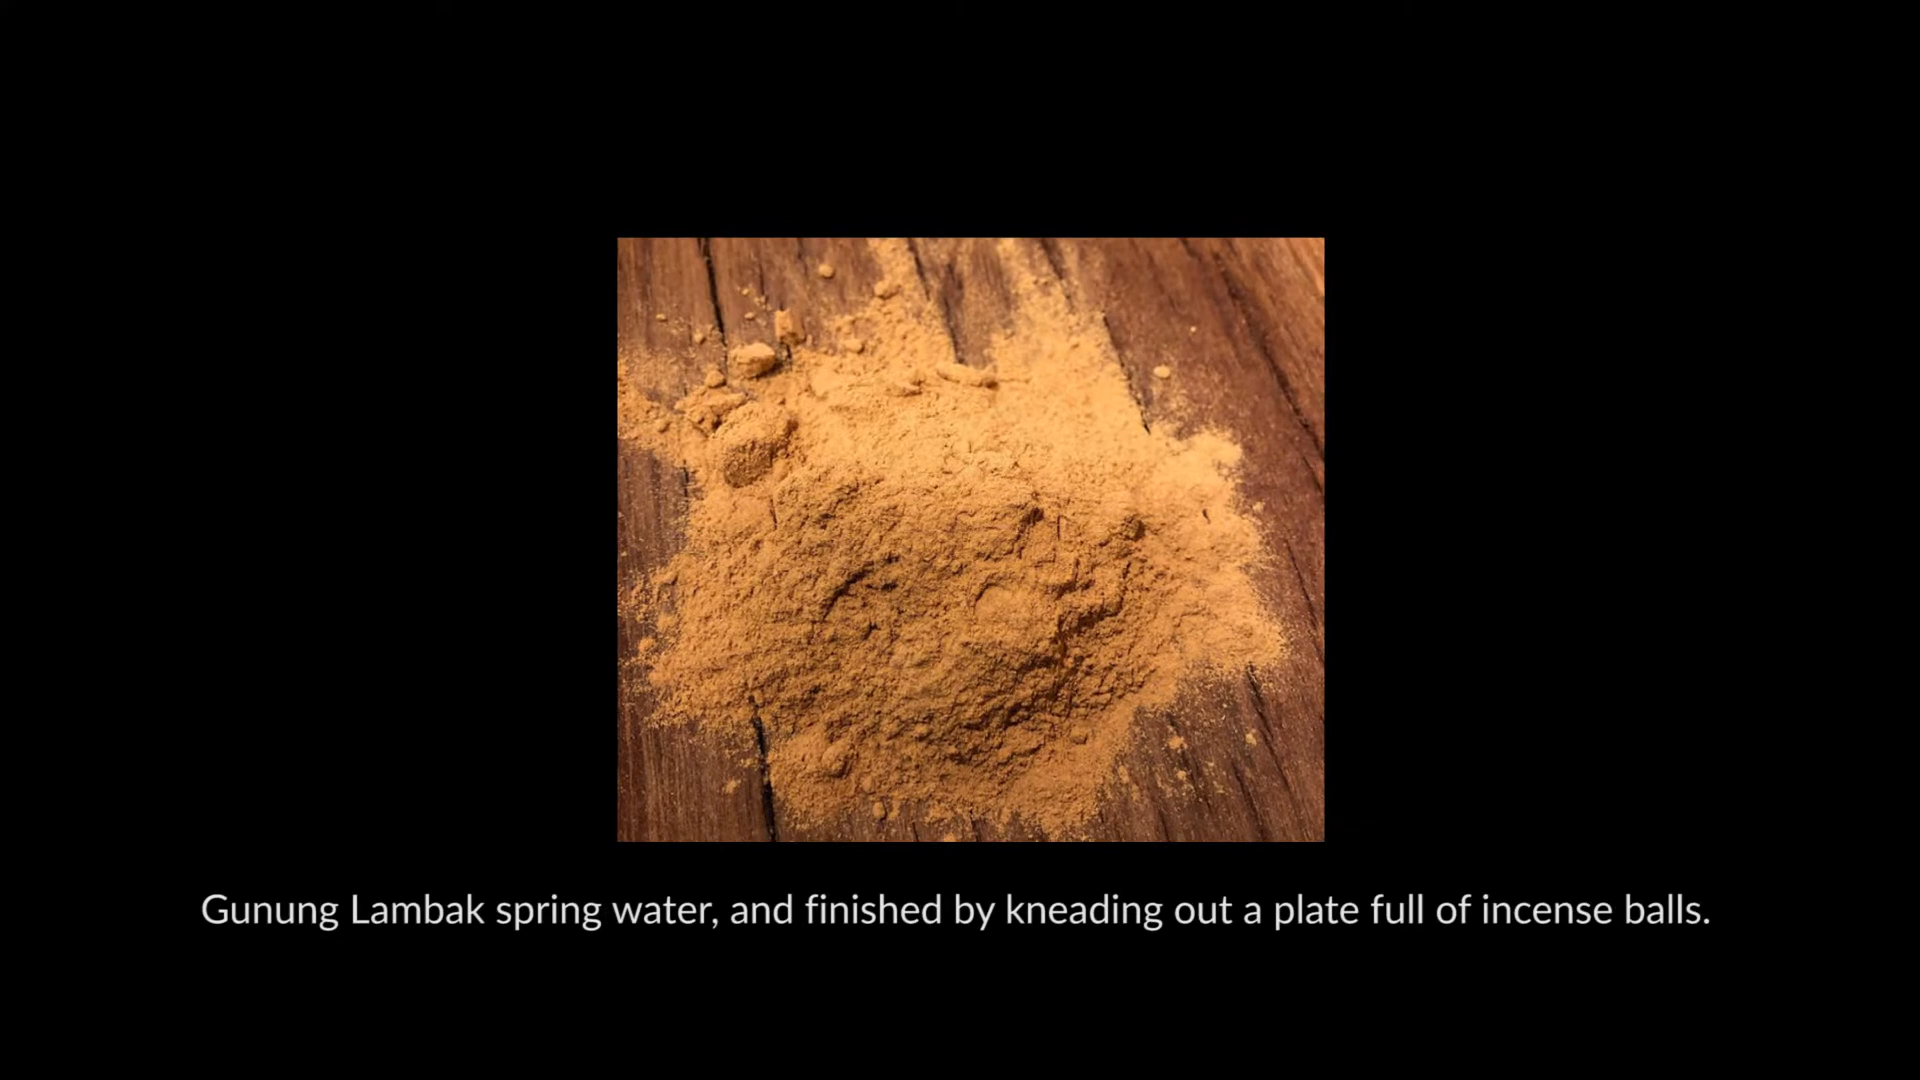 Gunung Lambak spring water, and finished by kneading out a plate full of incense balls.